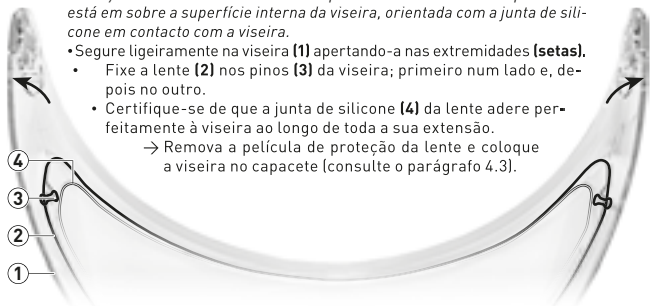 está em sobre a superfície interna da viseira, orientada com a junta de sili-
cone em contacto com a viseira.
•Segure ligeiramente na viseira (1) apertando-a nas extremidades (setas).
• Fixe a lente (2) nos pinos (3) da viseira; primeiro num lado e, de-
pois no outro.
• Certifique-se de que a junta de silicone (4) da lente adere per-
feitamente à viseira ao longo de toda a sua extensão.
→ Remova a película de proteção da lente e coloque
a viseira no capacete (consulte o parágrafo 4.3).
4
3
2
1